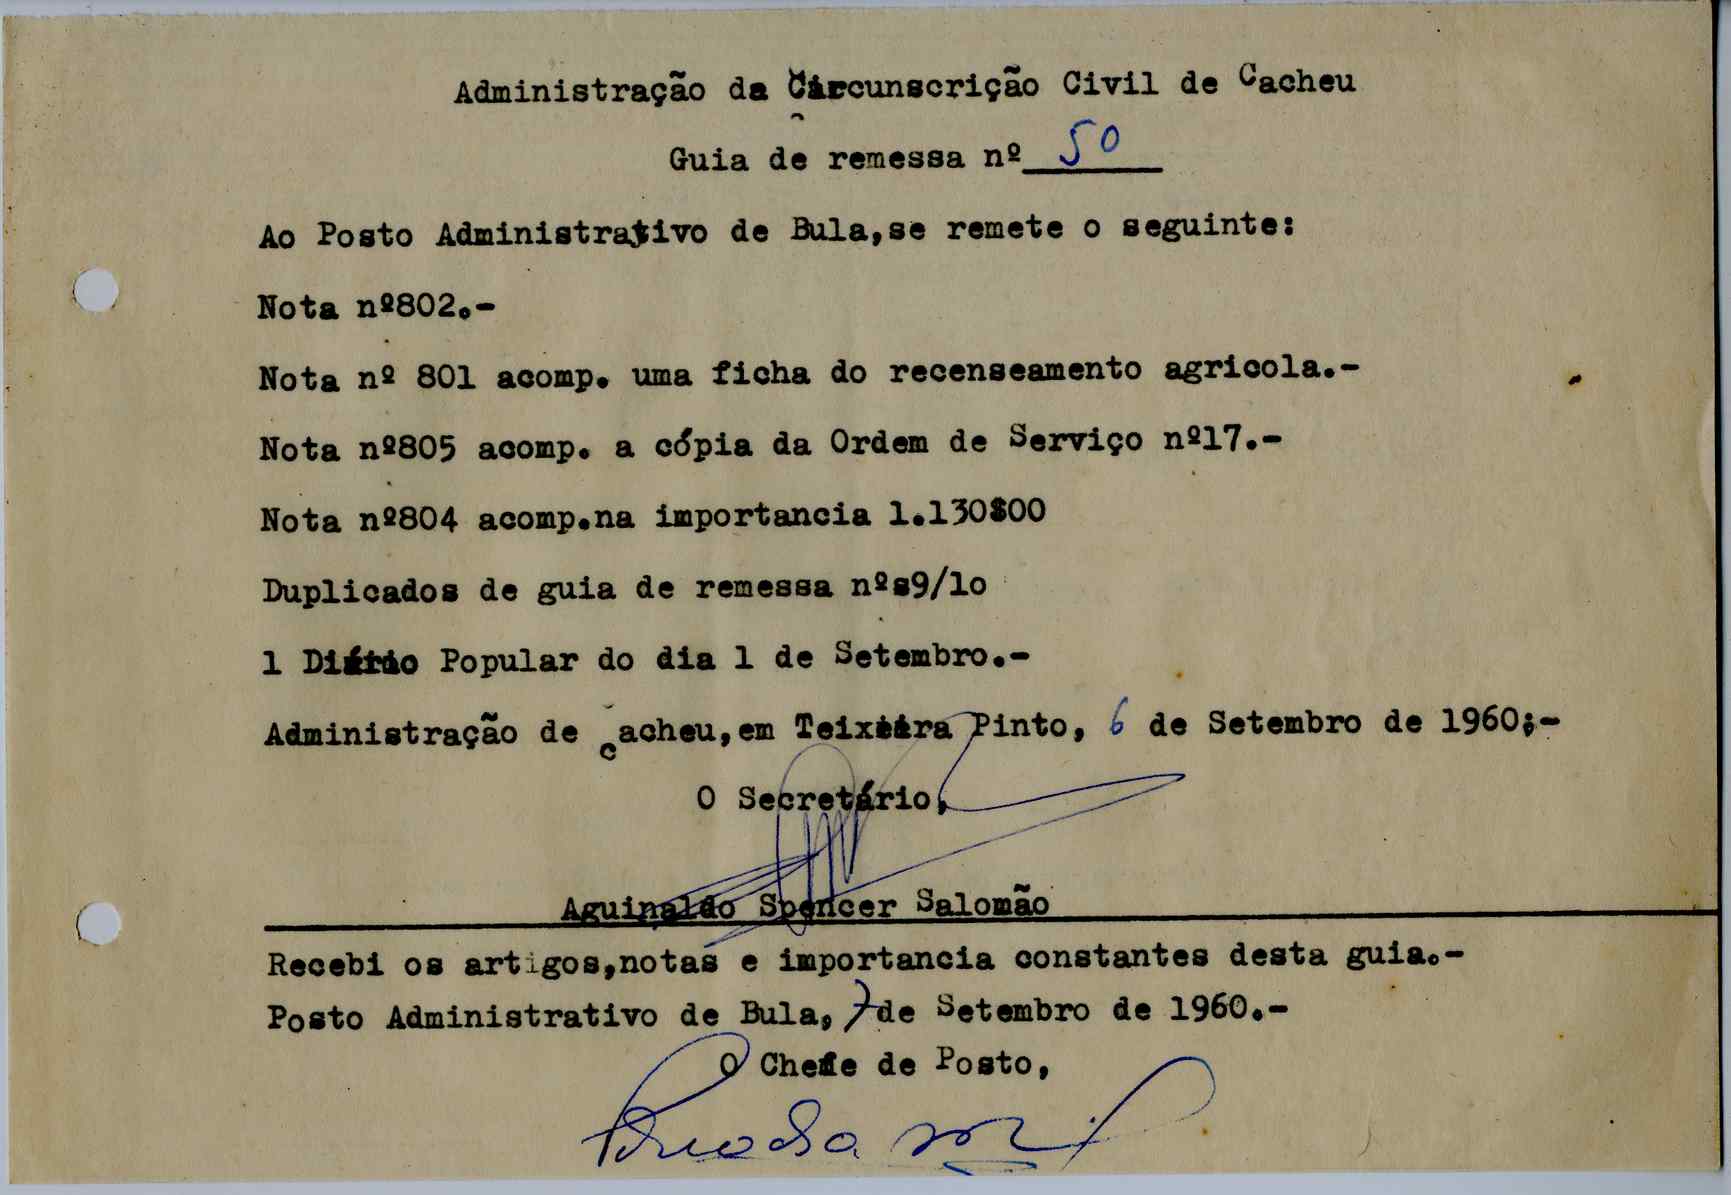 Administração da Circunscrição Civil de Cacheu
Guia de remessa nº 50
Ao Posto Administrativo de Bula,se remete o seguinte:
Nota nº802.-
Nota nº 801 acomp. uma ficha do recenseamento agricola.-
Nota nº805 acomp. a cópia da Ordem de Serviço nº17.-
Nota nº804 acomp.na importancia 1.130$00
Duplicados de guia de remessa nºs9/lo
1 Diário Popular do dia 1 de Setembro.-
Administração de cacheu,em Teixeira Pinto, 6 de Setembro de 1960;-
O Secretário,
Aguinaldo Spencer Salomão
Recebi os artigos,notas e importancia constantes desta guia.-
Posto Administrativo de Bula, 7 de Setembro de 1960.-
O Chefe de Posto,